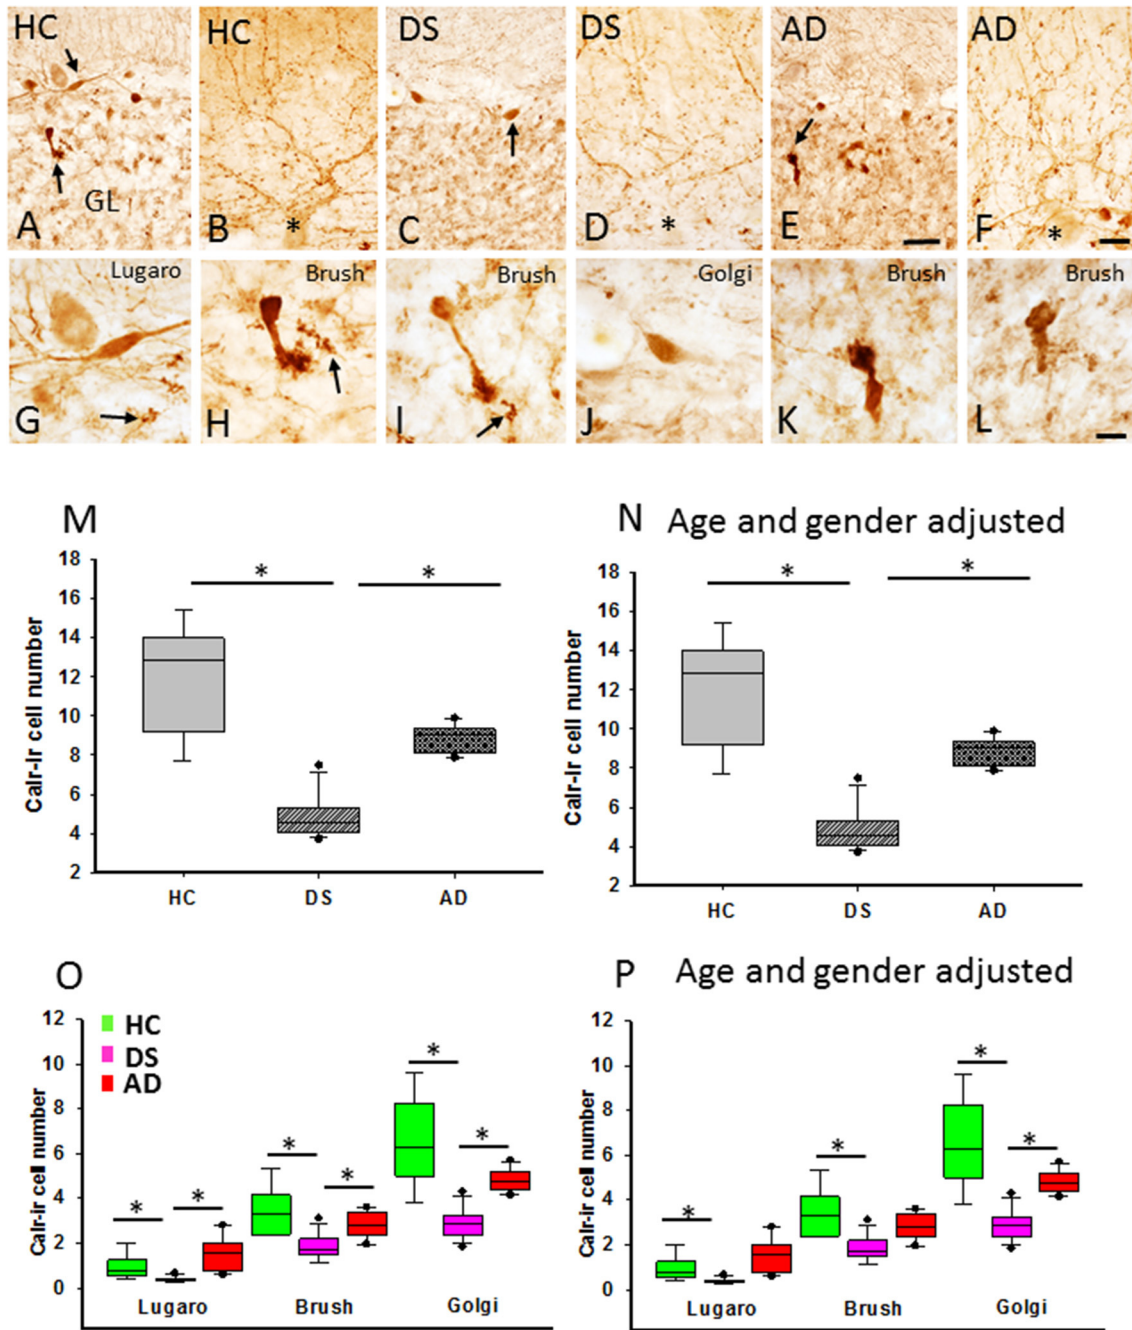 HC HC DS DS AD AD
GL
* * *
A B C D E F
Lugaro Brush Brush Golgi Brush Brush
G H I J K L
M
N Age and gender adjusted
* *
* *
Calr-ir cell number
18
16
14
12
10
8
6
4
2
HC DS AD
Calr-ir cell number
18
16
14
12
10
8
6
4
2
HC DS AD
O
P Age and gender adjusted
HC
DS
AD
Calr-ir cell number
12
10
8
6
4
2
0
* * * * * *
Lugaro Brush Golgi
Calr-ir cell number
12
10
8
6
4
2
0
* * * *
Lugaro Brush Golgi